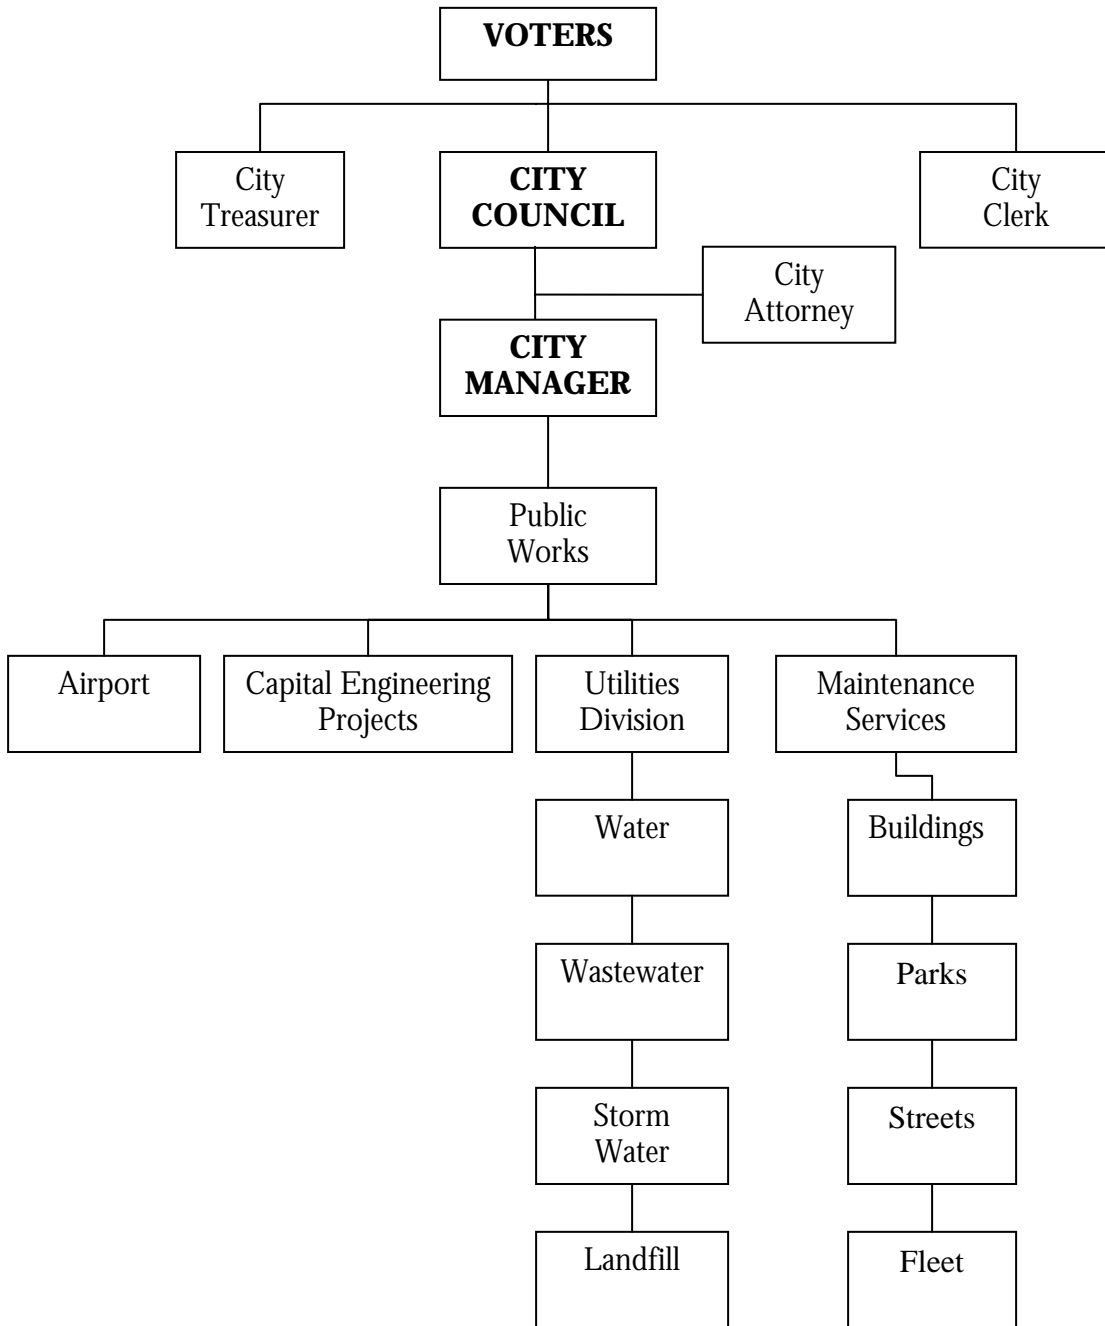 VOTERS
City
Treasurer
CITY
COUNCIL
City
Clerk
City
Attorney
CITY
MANAGER
Public
Works
Airport
Capital Engineering
Projects
Utilities
Division
Maintenance
Services
Water
Buildings
Wastewater
Parks
Storm
Water
Streets
Landfill
Fleet